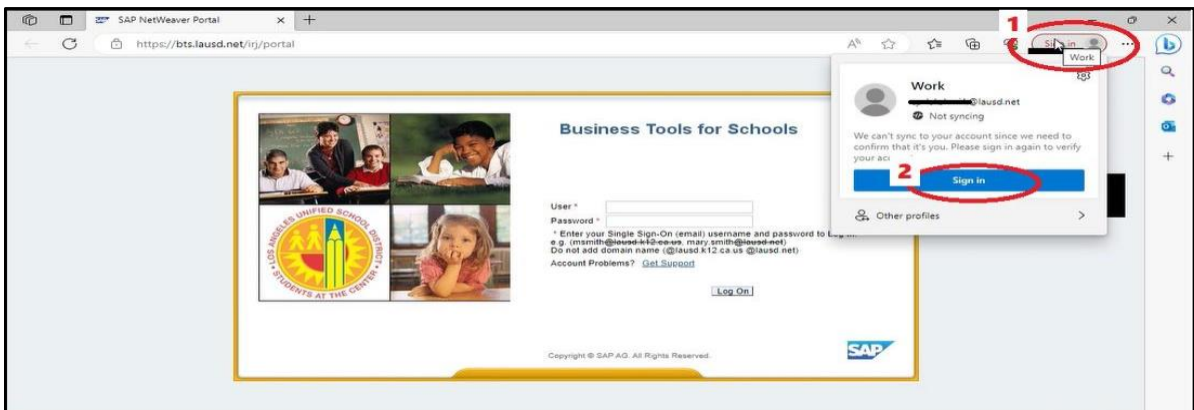 SAP NetWeaver Portal
https://bts.lausd.net/irj/portal
1
Sign in
Work
Work
@lausd.net
Not syncing
We can't sync to your account since we need to
confirm that it's you. Please sign in again to verify
your
2
Sign in
Other profiles
Business Tools for Schools
User *
Password *
* Enter your Single Sign-On (email) username and password to Log
e.g. (msmith@lausd.k12.ca.us, mary.smith@lausd.net)
Do not add domain name (@lausd.k12.ca.us @lausd.net)
Account Problems? Get Support
Log On
LOS ANGELES UNIFIED SCHOOL DISTRICT
STUDENTS AT THE CENTER
Copyright © SAP AG. All Rights Reserved.
SAP